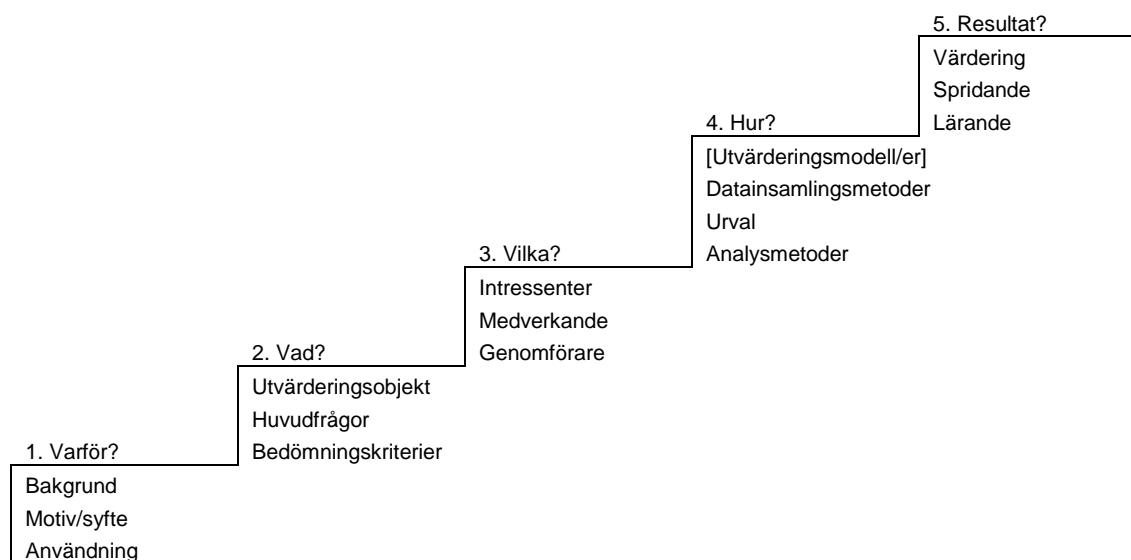 1. Varför?
Bakgrund
Motiv/syfte
Användning
2. Vad?
Utvärderingsobjekt
Huvudfrågor
Bedömningskriterier
3. Vilka?
Intressenter
Medverkande
Genomförare
4. Hur?
[Utvärderingsmodell/er]
Datainsamlingsmetoder
Urval
Analysmetoder
5. Resultat?
Värdering
Spridande
Lärande